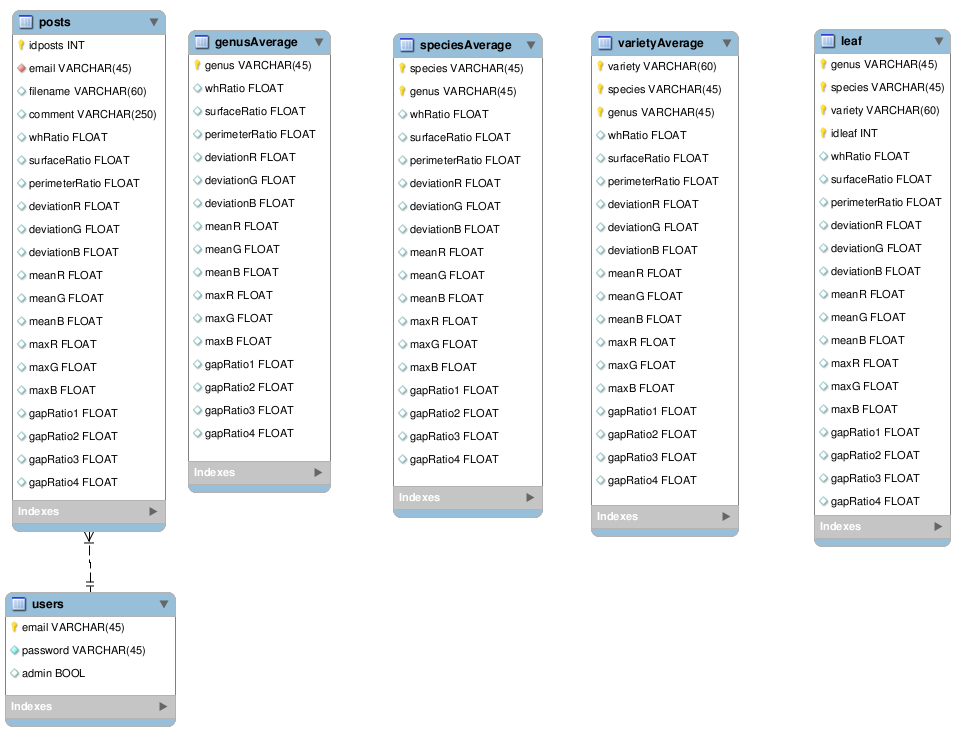 posts
idposts INT
email VARCHAR(45)
filename VARCHAR(60)
comment VARCHAR(250)
whRatio FLOAT
surfaceRatio FLOAT
perimeterRatio FLOAT
deviationR FLOAT
deviationG FLOAT
deviationB FLOAT
meanR FLOAT
meanG FLOAT
meanB FLOAT
maxR FLOAT
maxG FLOAT
maxB FLOAT
gapRatio1 FLOAT
gapRatio2 FLOAT
gapRatio3 FLOAT
gapRatio4 FLOAT
Indexes
genusAverage
genus VARCHAR(45)
whRatio FLOAT
surfaceRatio FLOAT
perimeterRatio FLOAT
deviationR FLOAT
deviationG FLOAT
deviationB FLOAT
meanR FLOAT
meanG FLOAT
meanB FLOAT
maxR FLOAT
maxG FLOAT
maxB FLOAT
gapRatio1 FLOAT
gapRatio2 FLOAT
gapRatio3 FLOAT
gapRatio4 FLOAT
Indexes
speciesAverage
species VARCHAR(45)
genus VARCHAR(45)
whRatio FLOAT
surfaceRatio FLOAT
perimeterRatio FLOAT
deviationR FLOAT
deviationG FLOAT
deviationB FLOAT
meanR FLOAT
meanG FLOAT
meanB FLOAT
maxR FLOAT
maxG FLOAT
maxB FLOAT
gapRatio1 FLOAT
gapRatio2 FLOAT
gapRatio3 FLOAT
gapRatio4 FLOAT
Indexes
varietyAverage
variety VARCHAR(60)
species VARCHAR(45)
genus VARCHAR(45)
whRatio FLOAT
surfaceRatio FLOAT
perimeterRatio FLOAT
deviationR FLOAT
deviationG FLOAT
deviationB FLOAT
meanR FLOAT
meanG FLOAT
meanB FLOAT
maxR FLOAT
maxG FLOAT
maxB FLOAT
gapRatio1 FLOAT
gapRatio2 FLOAT
gapRatio3 FLOAT
gapRatio4 FLOAT
Indexes
leaf
genus VARCHAR(45)
species VARCHAR(45)
variety VARCHAR(60)
idleaf INT
whRatio FLOAT
surfaceRatio FLOAT
perimeterRatio FLOAT
deviationR FLOAT
deviationG FLOAT
deviationB FLOAT
meanR FLOAT
meanG FLOAT
meanB FLOAT
maxR FLOAT
maxG FLOAT
maxB FLOAT
gapRatio1 FLOAT
gapRatio2 FLOAT
gapRatio3 FLOAT
gapRatio4 FLOAT
Indexes
users
email VARCHAR(45)
password VARCHAR(45)
admin BOOL
Indexes